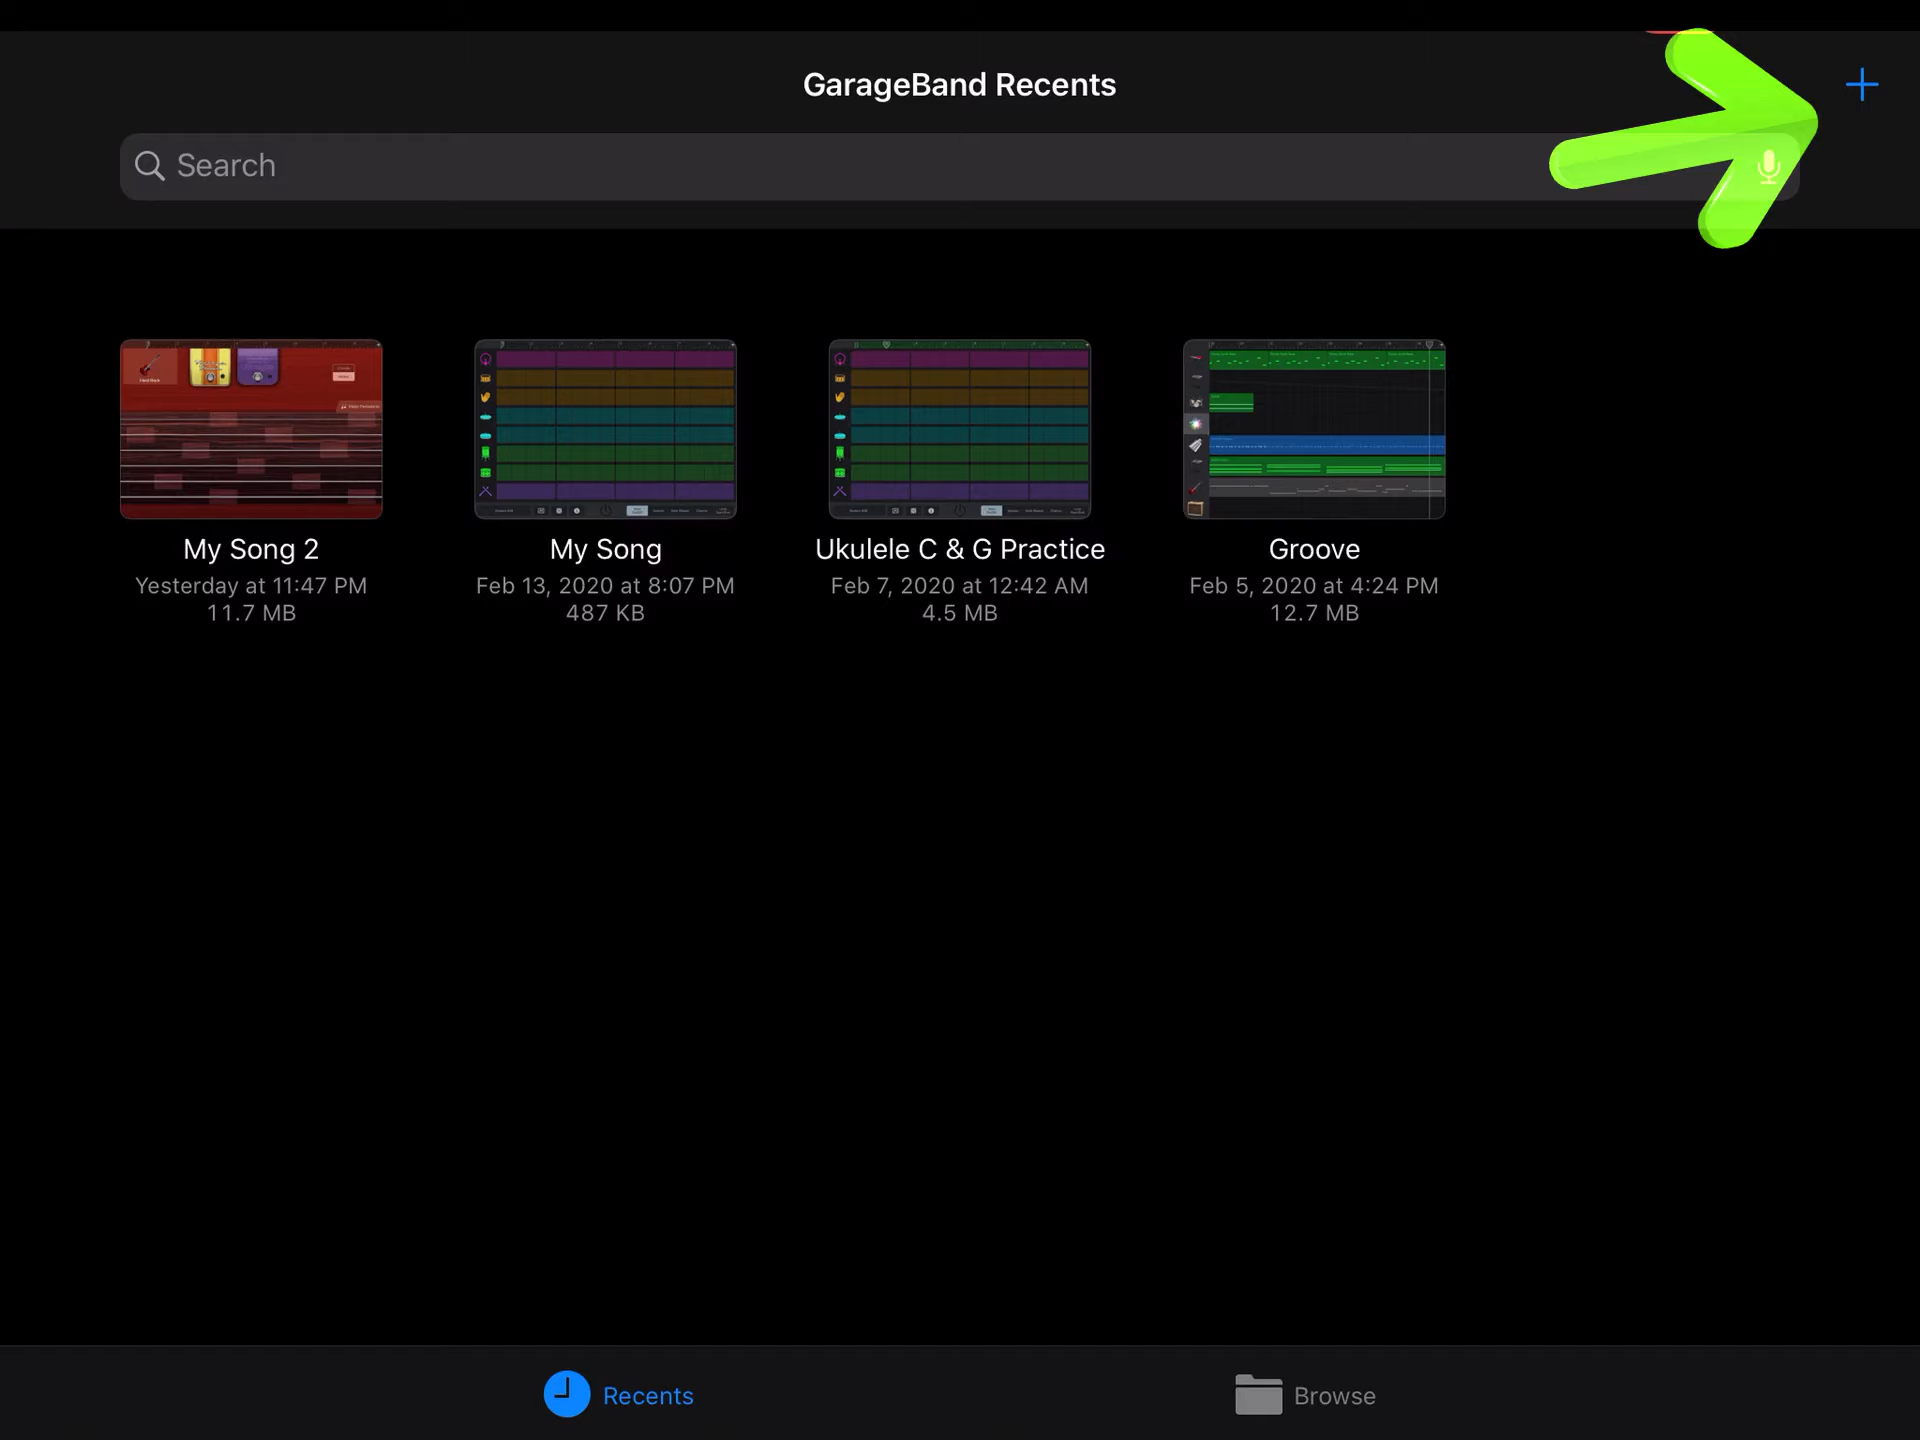 GarageBand Recents
Search
My Song 2
Yesterday at 11:47 PM
11.7 MB
My Song
Feb 13, 2020 at 8:07 PM
487 KB
Ukulele C & G Practice
Feb 7, 2020 at 12:42 AM
4.5 MB
Groove
Feb 5, 2020 at 4:24 PM
12.7 MB
Recents
Browse